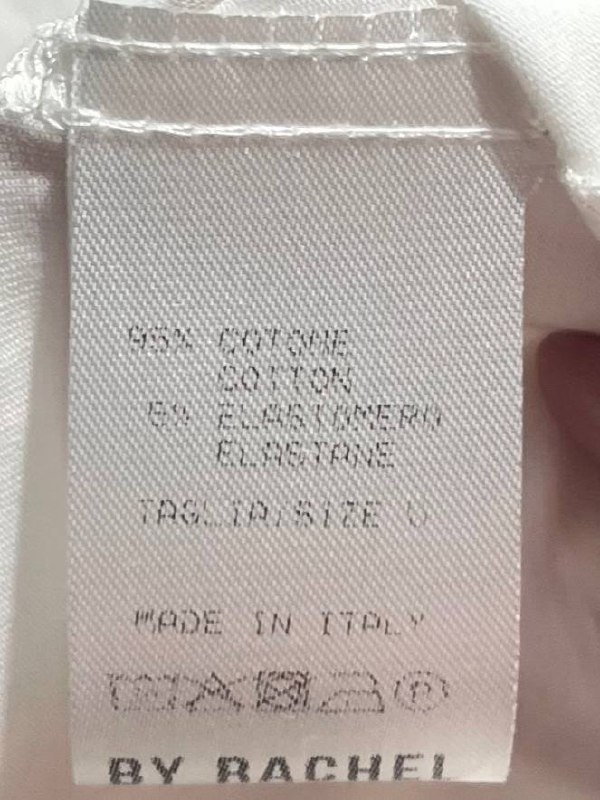 95% COTONE
COTTON
5% ELASTOMERO
ELASTANE
TAGLIA/SIZE U
MADE IN ITALY
BY RACHEL